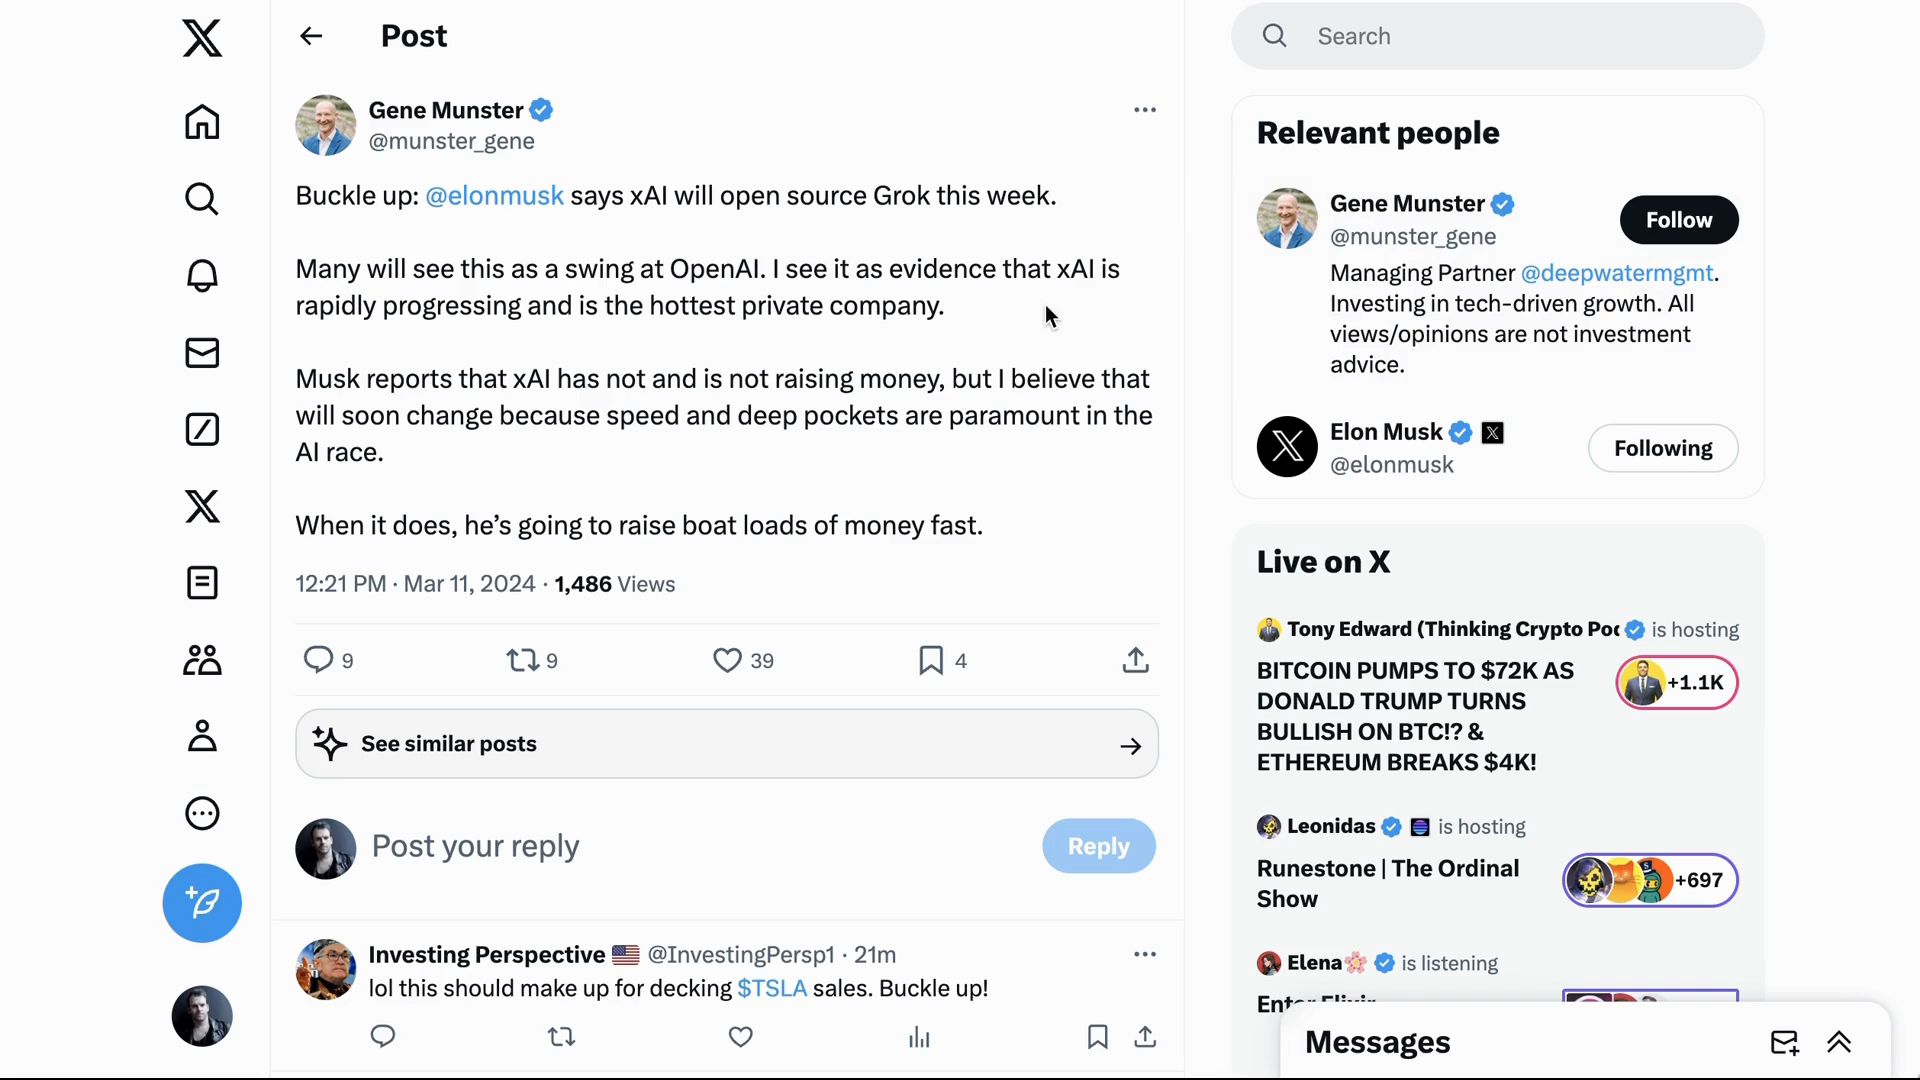 Post
Gene Munster
@munster_gene
Buckle up: @elonmusk says xAI will open source Grok this week.
Many will see this as a swing at OpenAI. I see it as evidence that xAI is
rapidly progressing and is the hottest private company.
Musk reports that xAI has not and is not raising money, but I believe that
will soon change because speed and deep pockets are paramount in the
AI race.
When it does, he’s going to raise boat loads of money fast.
12:21 PM · Mar 11, 2024 · 1,486 Views
9 9 39 4
See similar posts
Post your reply
Reply
Investing Perspective 🇺🇸 @InvestingPersp1 · 21m
lol this should make up for decking $TSLA sales. Buckle up!
Search
Relevant people
Gene Munster
@munster_gene
Follow
Managing Partner @deepwatermgmt.
Investing in tech-driven growth. All
views/opinions are not investment
advice.
Elon Musk
@elonmusk
Following
Live on X
Tony Edward (Thinking Crypto is hosting
BITCOIN PUMPS TO $72K AS
DONALD TRUMP TURNS
BULLISH ON BTC!? &
ETHEREUM BREAKS $4K!
+1.1K
Leonidas is hosting
Runestone | The Ordinal
Show
+697
Elena🌸 is listening
Messages